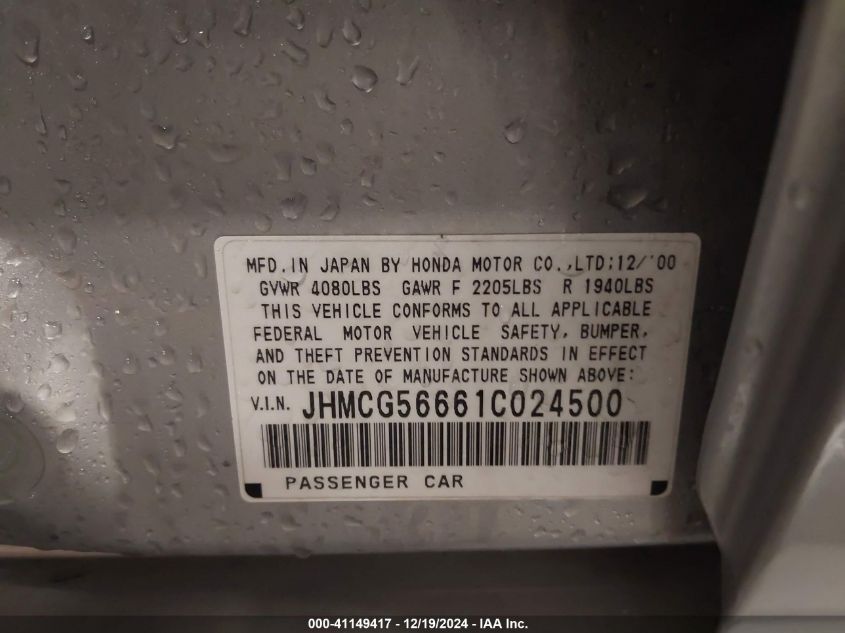 MFD.IN JAPAN BY HONDA MOTOR CO.,LTD;12/'00
GVWR 4080LBS GAWR F 2205LBS R 1940LBS
THIS VEHICLE CONFORMS TO ALL APPLICABLE
FEDERAL MOTOR VEHICLE SAFETY, BUMPER,
AND THEFT PREVENTION STANDARDS IN EFFECT
ON THE DATE OF MANUFACTURE SHOWN ABOVE:
V.I.N. JHMCG56661C024500
PASSENGER CAR
000-41149417 - 12/19/2024 - IAA Inc.